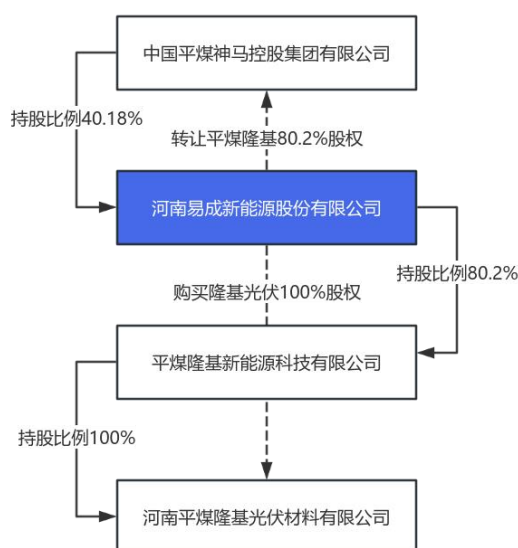 中国平煤神马控股集团有限公司
持股比例40.18%
转让平煤隆基80.2%股权
河南易成新能源股份有限公司
持股比例80.2%
购买隆基光伏100%股权
平煤隆基新能源科技有限公司
持股比例100%
河南平煤隆基光伏材料有限公司